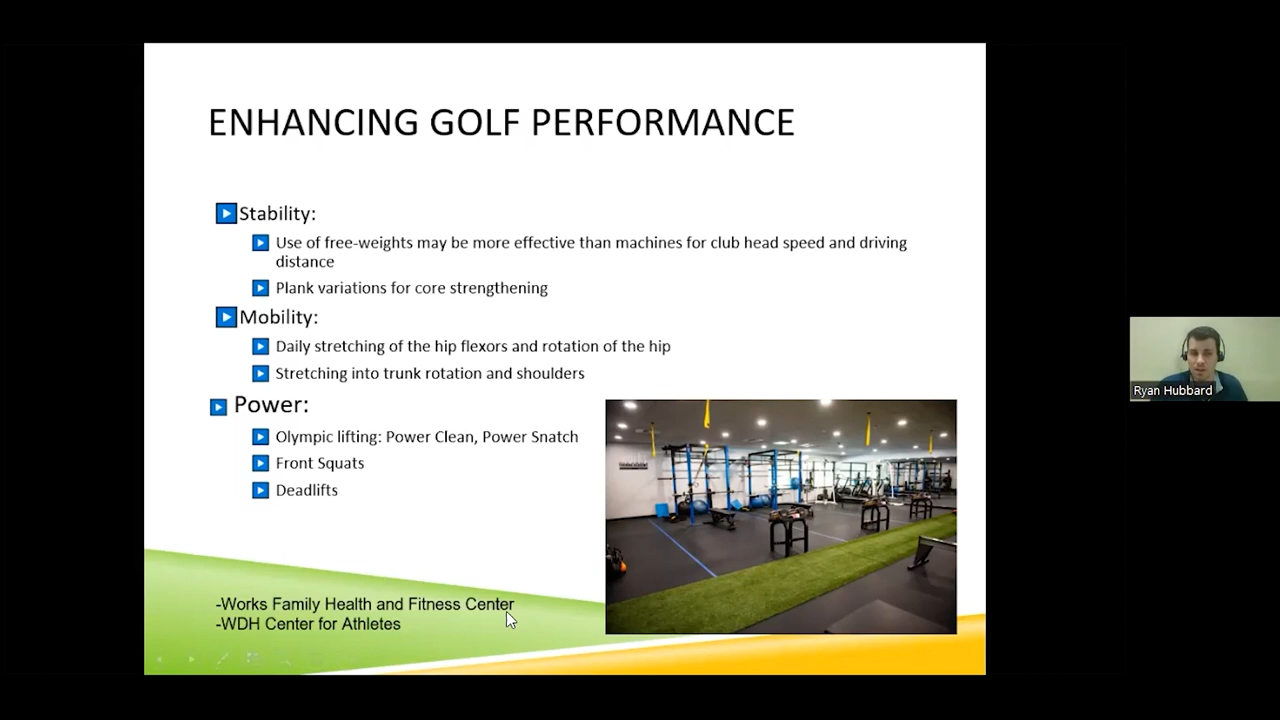 ENHANCING GOLF PERFORMANCE
Stability:
Use of free-weights may be more effective than machines for club head speed and driving
distance
Plank variations for core strengthening
Mobility:
Daily stretching of the hip flexors and rotation of the hip
Stretching into trunk rotation and shoulders
Power:
Olympic lifting: Power Clean, Power Snatch
Front Squats
Deadlifts
-Works Family Health and Fitness Center
-WDH Center for Athletes
Ryan Hubbard